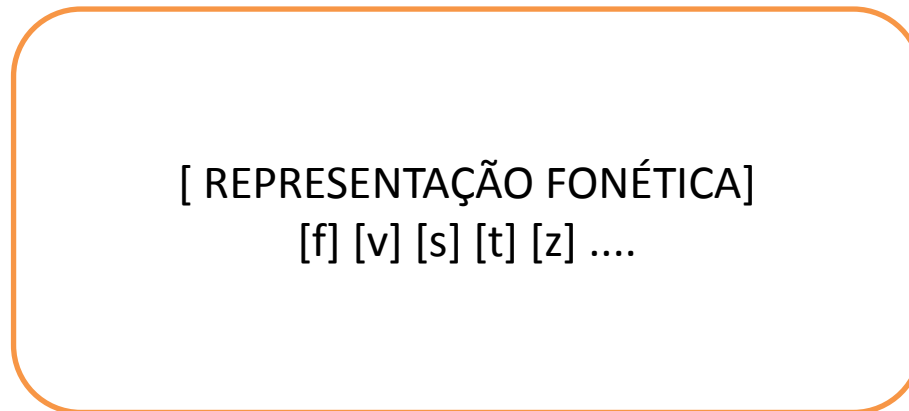 [ REPRESENTAÇÃO FONÉTICA]
[f] [v] [s] [t] [z] ....